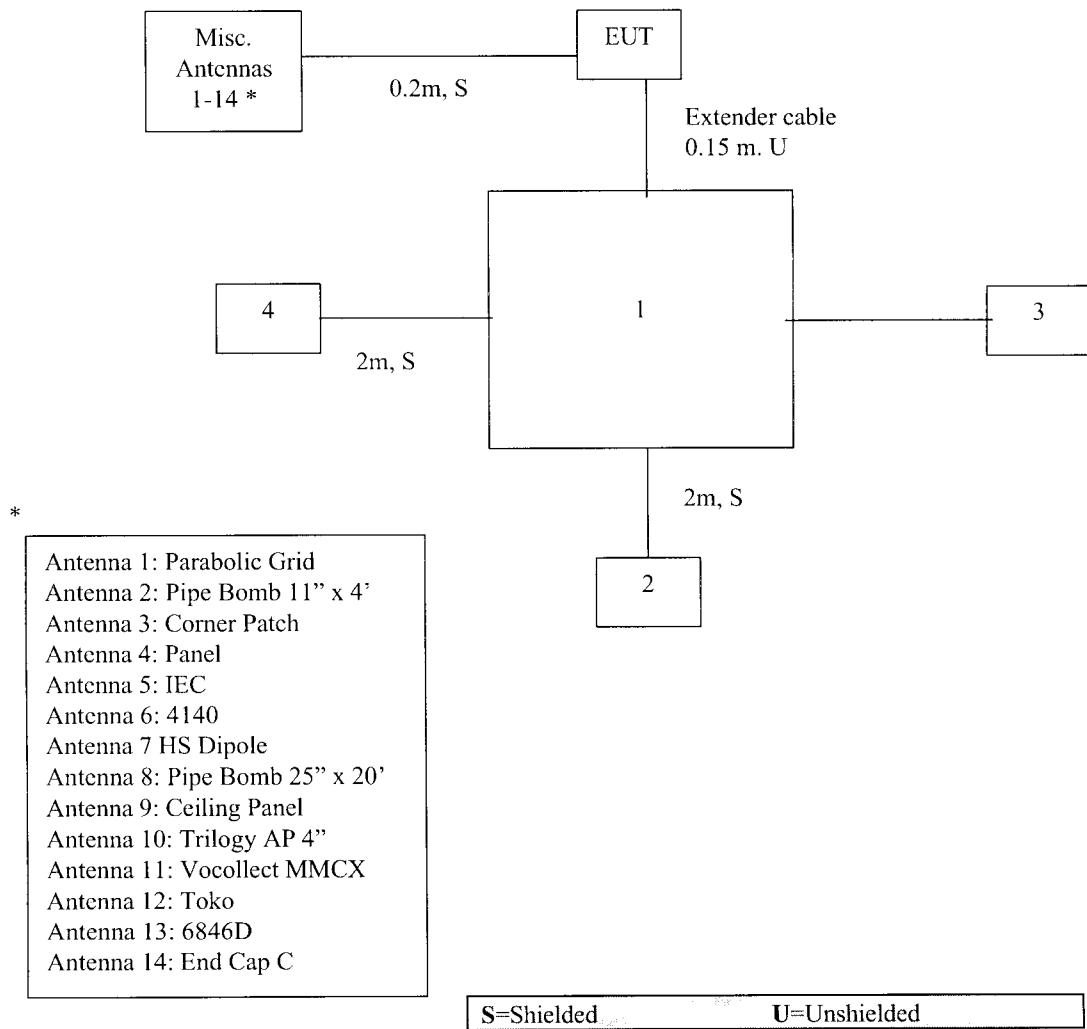 Misc.
Antennas
1-14 *
EUT
0.2m, S
Extender cable
0.15 m. U
4
1
3
2m, S
2m, S
2
*
Antenna 1: Parabolic Grid
Antenna 2: Pipe Bomb 11” x 4’
Antenna 3: Corner Patch
Antenna 4: Panel
Antenna 5: IEC
Antenna 6: 4140
Antenna 7 HS Dipole
Antenna 8: Pipe Bomb 25” x 20’
Antenna 9: Ceiling Panel
Antenna 10: Trilogy AP 4”
Antenna 11: Vocollect MMCX
Antenna 12: Toko
Antenna 13: 6846D
Antenna 14: End Cap C
S=Shielded U=Unshielded